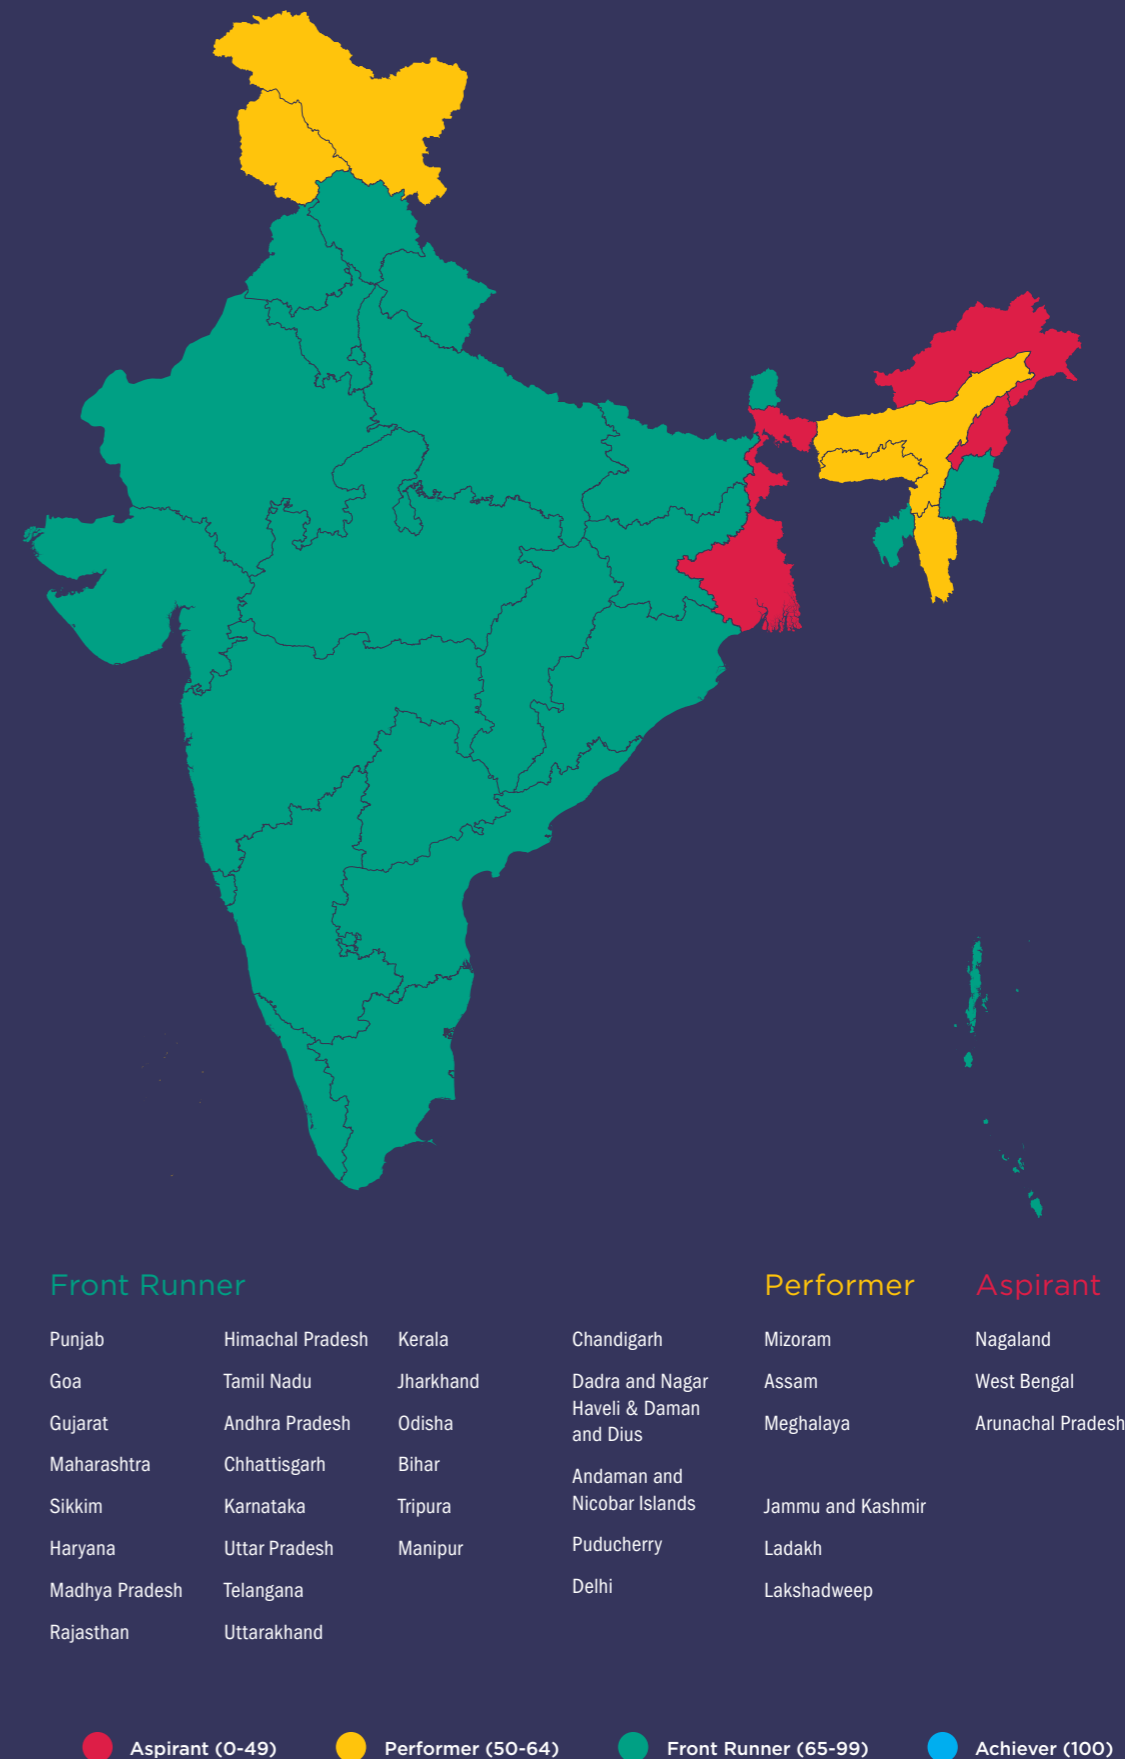 Front Runner
Performer
Aspirant
Punjab
Goa
Gujarat
Maharashtra
Sikkim
Haryana
Madhya Pradesh
Rajasthan
Himachal Pradesh
Tamil Nadu
Andhra Pradesh
Chhattisgarh
Karnataka
Uttar Pradesh
Telangana
Uttarakhand
Kerala
Jharkhand
Odisha
Bihar
Tripura
Manipur
Chandigarh
Dadra and Nagar
Haveli & Daman
and Dius
Andaman and
Nicobar Islands
Puducherry
Delhi
Mizoram
Assam
Meghalaya
Jammu and Kashmir
Ladakh
Lakshadweep
Nagaland
West Bengal
Arunachal Pradesh
Aspirant (0-49)
Performer (50-64)
Front Runner (65-99)
Achiever (100)